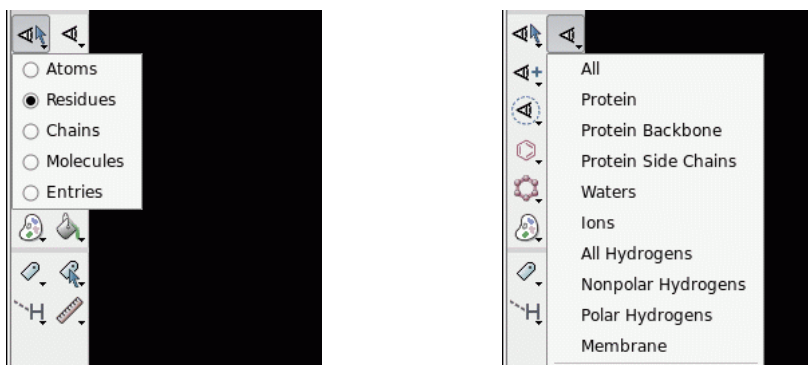 Atoms
Residues
Chains
Molecules
Entries
H
All
Protein
Protein Backbone
Protein Side Chains
Waters
Ions
All Hydrogens
Nonpolar Hydrogens
Polar Hydrogens
Membrane
H